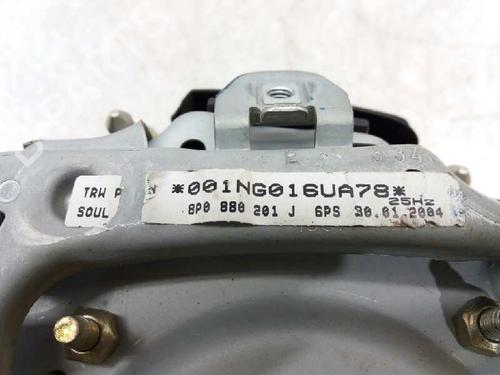 TRW
SOUL
*001NG016UA78*
25Hz
8P0 880 201 J 6PS 30.01.2004